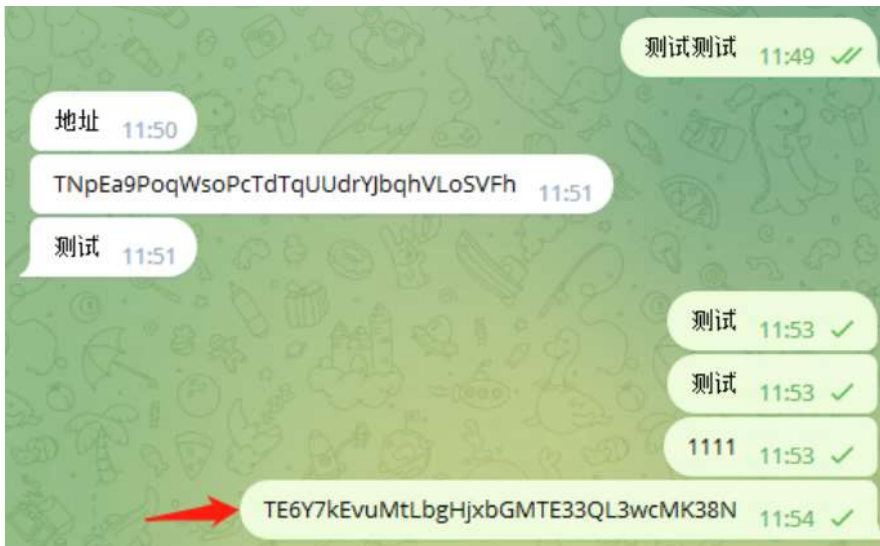 测试测试 11:49
地址 11:50
TNpEa9PoqWsoPcTdTqUUdrYJbqhVLoSVFh 11:51
测试 11:51
测试 11:53
测试 11:53
1111 11:53
TE6Y7kEvuMtLbgHjxbGMTE33QL3wcMK38N 11:54